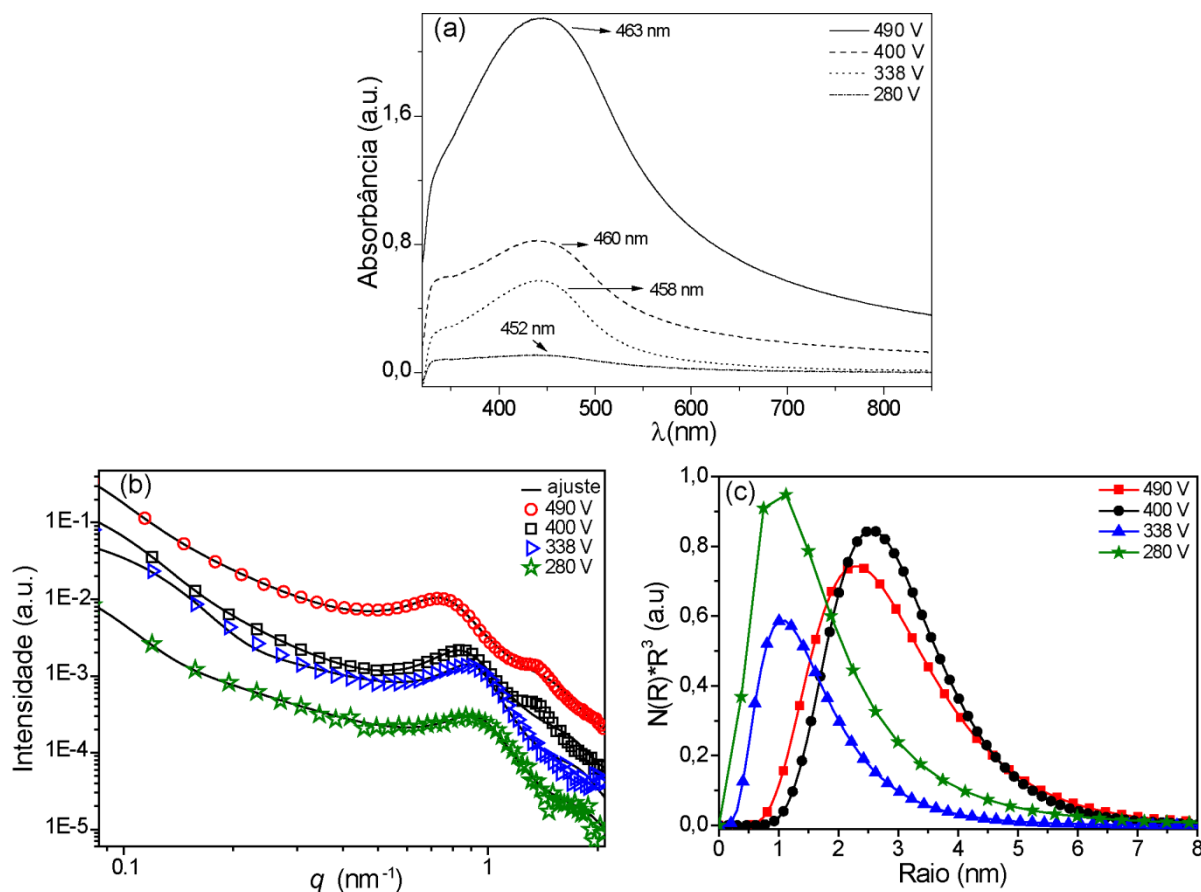 (a)
463 nm
490 V
400 V
338 V
280 V
460 nm
458 nm
452 nm
1,6
0,8
0,0
Absorbância (a.u.)
400 500 600 700 800
λ(nm)
(b)
ajuste
490 V
400 V
338 V
280 V
1E-1
1E-2
1E-3
1E-4
1E-5
Intensidade (a.u.)
0.1 1
q (nm⁻¹)
(c)
490 V
400 V
338 V
280 V
1,0
0,8
0,6
0,4
0,2
0,0
N(R)*R³ (a.u)
0 1 2 3 4 5 6 7 8
Raio (nm)